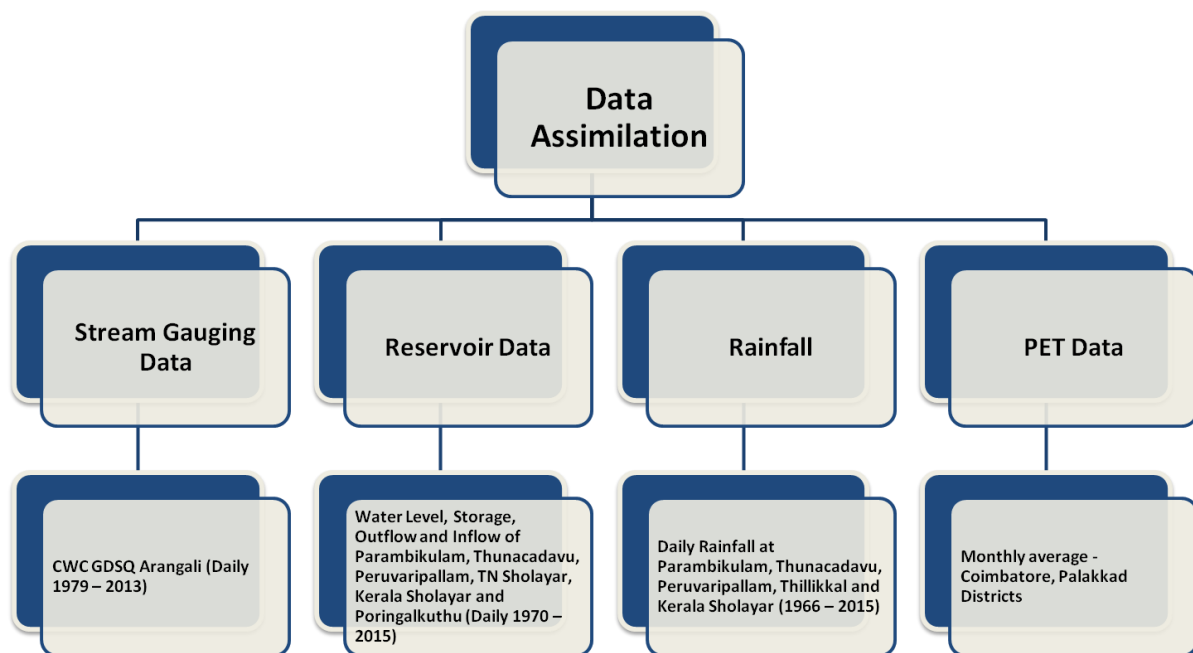 Data
Assimilation
Stream Gauging
Data
Reservoir Data
Rainfall
PET Data
CWC GDSQ Arangali (Daily
1979 – 2013)
Water Level, Storage,
Outflow and Inflow of
Parambikulam, Thunacadavu,
Peruvaripallam, TN Sholayar,
Kerala Sholayar and
Poringalkuthu (Daily 1970 –
2015)
Daily Rainfall at
Parambikulam, Thunacadavu,
Peruvaripallam, Thillikkal and
Kerala Sholayar (1966 – 2015)
Monthly average -
Coimbatore, Palakkad
Districts